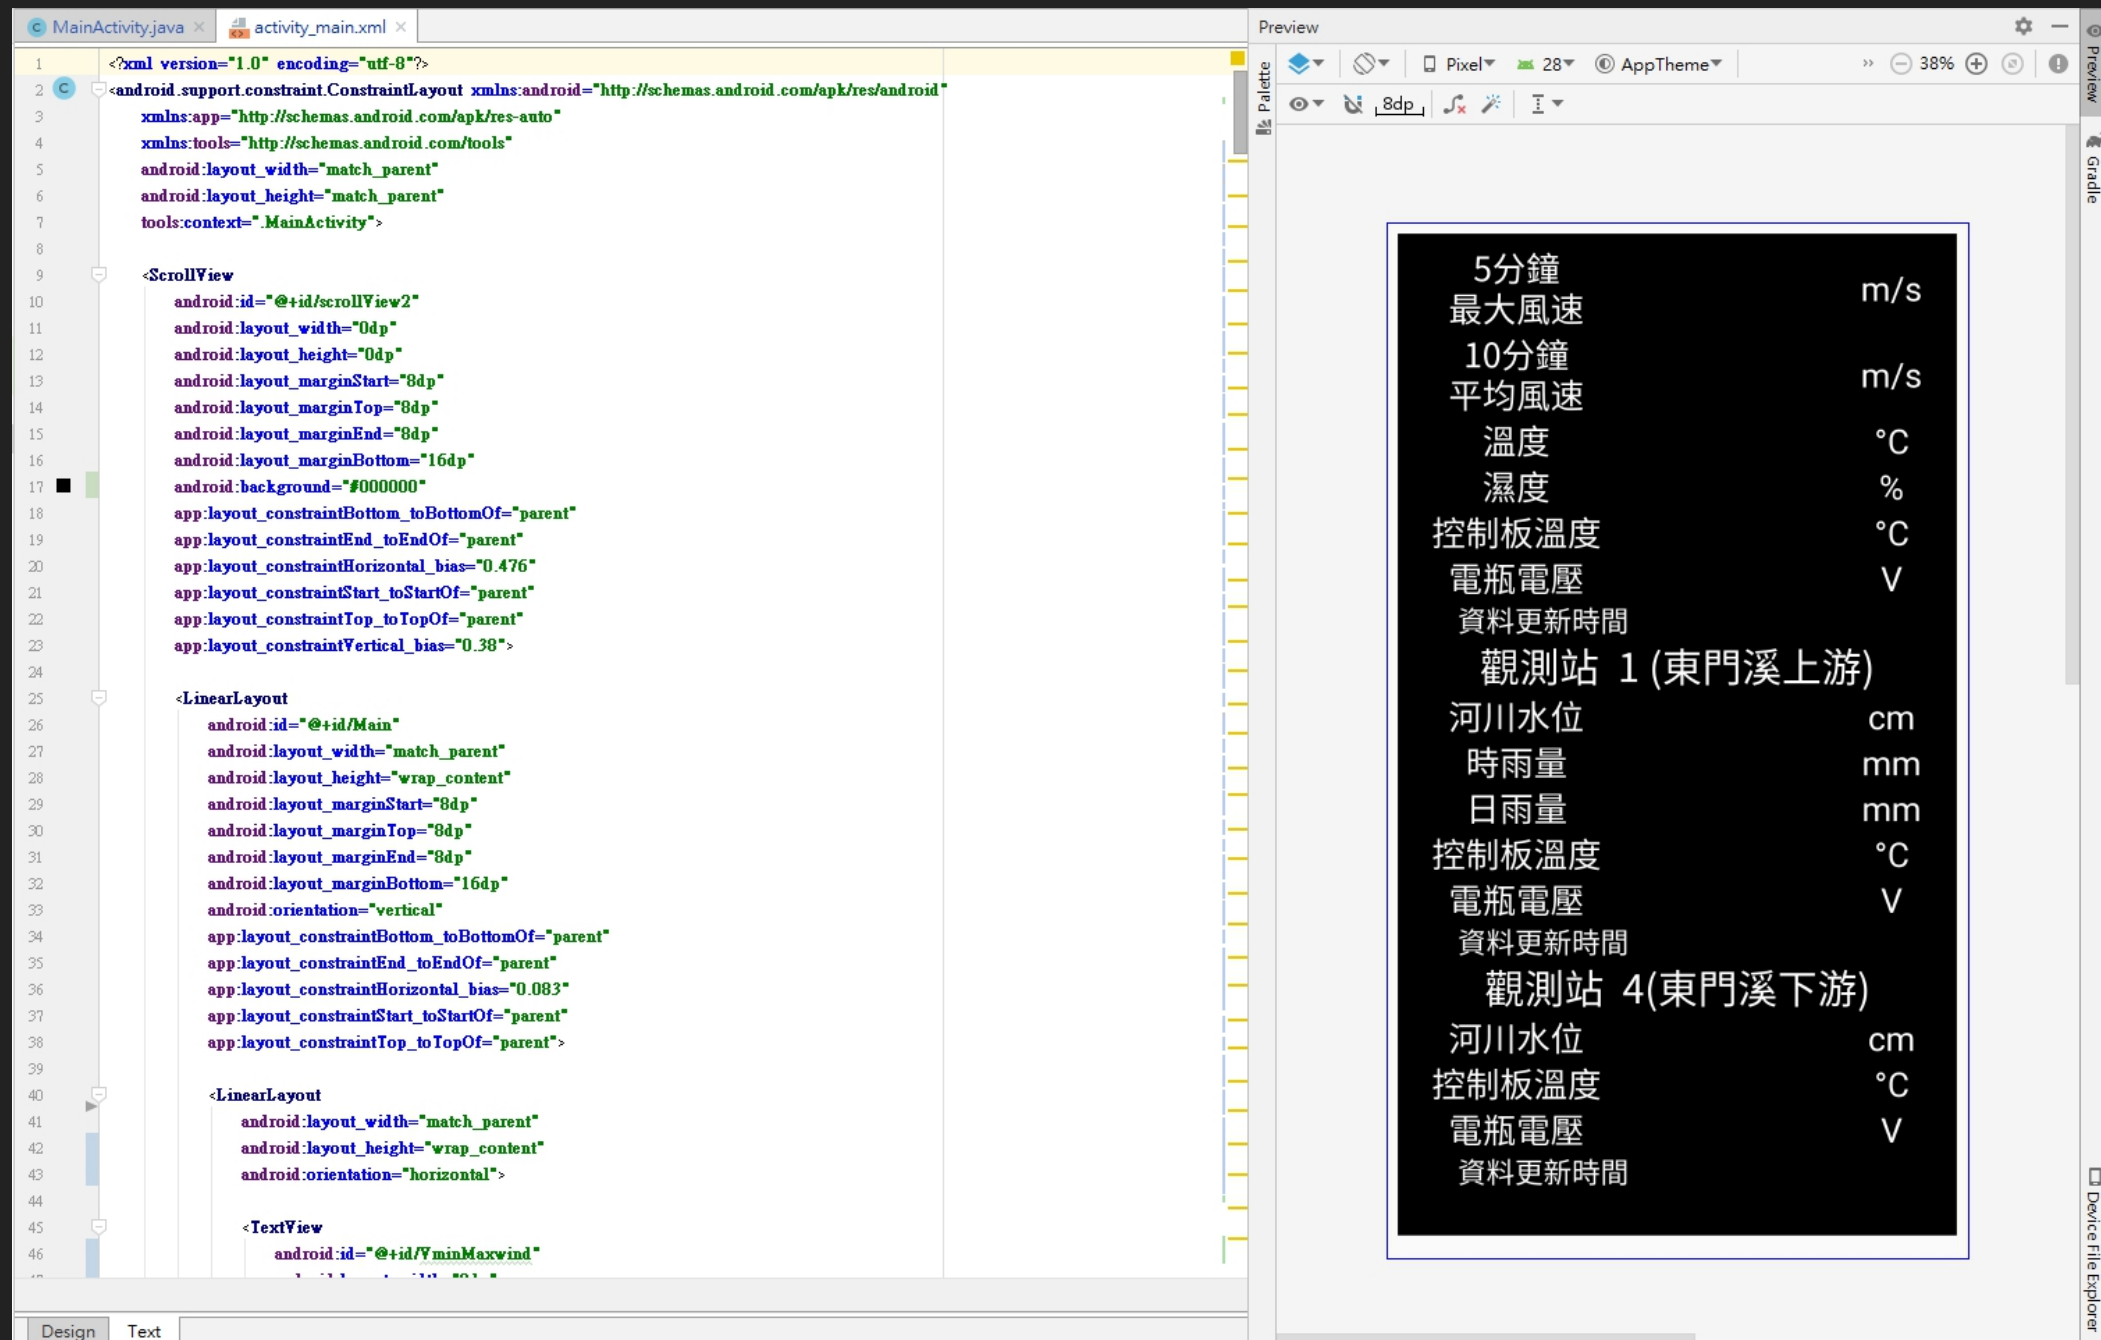 MainActivity.java
activity_main.xml
1 <?xml version="1.0" encoding="utf-8"?>
2 <android.support.constraint.ConstraintLayout xmlns:android="http://schemas.android.com/apk/res/android"
3 xmlns:app="http://schemas.android.com/apk/res-auto"
4 xmlns:tools="http://schemas.android.com/tools"
5 android:layout_width="match_parent"
6 android:layout_height="match_parent"
7 tools:context=".MainActivity">
8
9 <ScrollView
10 android:id="@+id/scrollView2"
11 android:layout_width="0dp"
12 android:layout_height="0dp"
13 android:layout_marginStart="8dp"
14 android:layout_marginTop="8dp"
15 android:layout_marginEnd="8dp"
16 android:layout_marginBottom="16dp"
17 android:background="#000000"
18 app:layout_constraintBottom_toBottomOf="parent"
19 app:layout_constraintEnd_toEndOf="parent"
20 app:layout_constraintHorizontal_bias="0.476"
21 app:layout_constraintStart_toStartOf="parent"
22 app:layout_constraintTop_toTopOf="parent"
23 app:layout_constraintVertical_bias="0.38">
24
25 <LinearLayout
26 android:id="@+id/Main"
27 android:layout_width="match_parent"
28 android:layout_height="wrap_content"
29 android:layout_marginStart="8dp"
30 android:layout_marginTop="8dp"
31 android:layout_marginEnd="8dp"
32 android:layout_marginBottom="16dp"
33 android:orientation="vertical"
34 app:layout_constraintBottom_toBottomOf="parent"
35 app:layout_constraintEnd_toEndOf="parent"
36 app:layout_constraintHorizontal_bias="0.083"
37 app:layout_constraintStart_toStartOf="parent"
38 app:layout_constraintTop_toTopOf="parent">
39
40 <LinearLayout
41 android:layout_width="match_parent"
42 android:layout_height="wrap_content"
43 android:orientation="horizontal">
44
45 <TextView
46 android:id="@+id/VminMaxwind"
Design Text
Preview
Palette
Pixel 28 AppTheme 38%
8dp
5分鐘
最大風速 m/s
10分鐘
平均風速 m/s
溫度 °C
濕度 %
控制板溫度 °C
電瓶電壓 V
資料更新時間
觀測站 1 (東門溪上游)
河川水位 cm
時雨量 mm
日雨量 mm
控制板溫度 °C
電瓶電壓 V
資料更新時間
觀測站 4(東門溪下游)
河川水位 cm
控制板溫度 °C
電瓶電壓 V
資料更新時間
Preview
Gradle
Device File Explorer